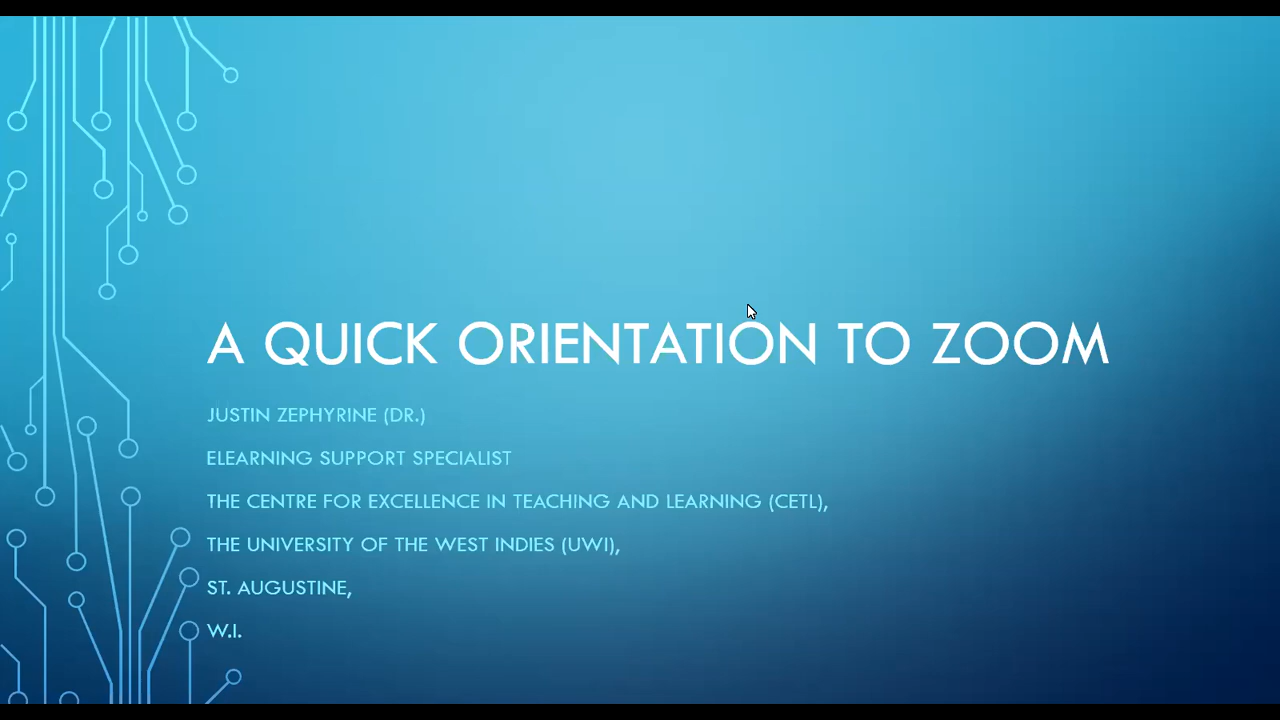 A QUICK ORIENTATION TO ZOOM
JUSTIN ZEPHYRINE (DR.)
ELEARNING SUPPORT SPECIALIST
THE CENTRE FOR EXCELLENCE IN TEACHING AND LEARNING (CETL),
THE UNIVERSITY OF THE WEST INDIES (UWI),
ST. AUGUSTINE,
W.I.